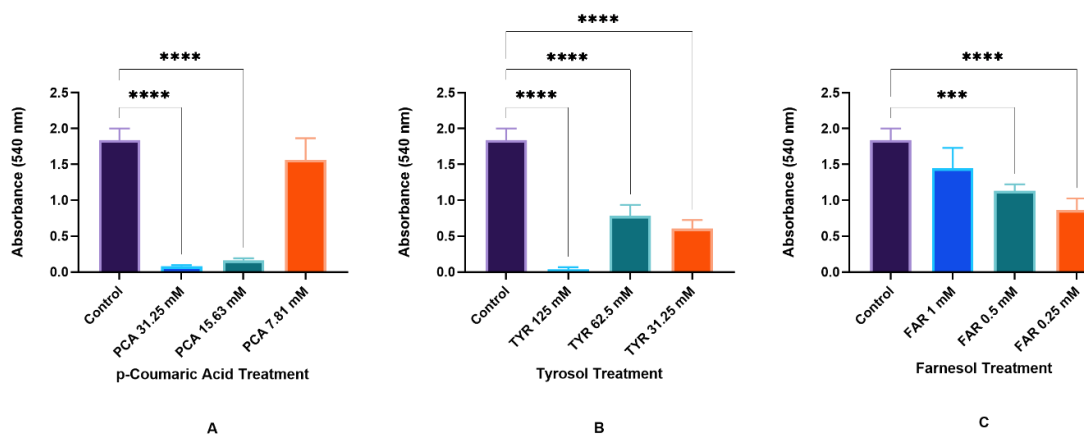 ****
****
Absorbance (540 nm)
2.5
2.0
1.5
1.0
0.5
0.0
Control
PCA 31.25 mM
PCA 15.63 mM
PCA 7.81 mM
p-Coumaric Acid Treatment
A
****
****
****
Absorbance (540 nm)
2.5
2.0
1.5
1.0
0.5
0.0
Control
TYR 125 mM
TYR 62.5 mM
TYR 31.25 mM
Tyrosol Treatment
B
****
***
Absorbance (540 nm)
2.5
2.0
1.5
1.0
0.5
0.0
Control
FAR 1 mM
FAR 0.5 mM
FAR 0.25 mM
Farnesol Treatment
C